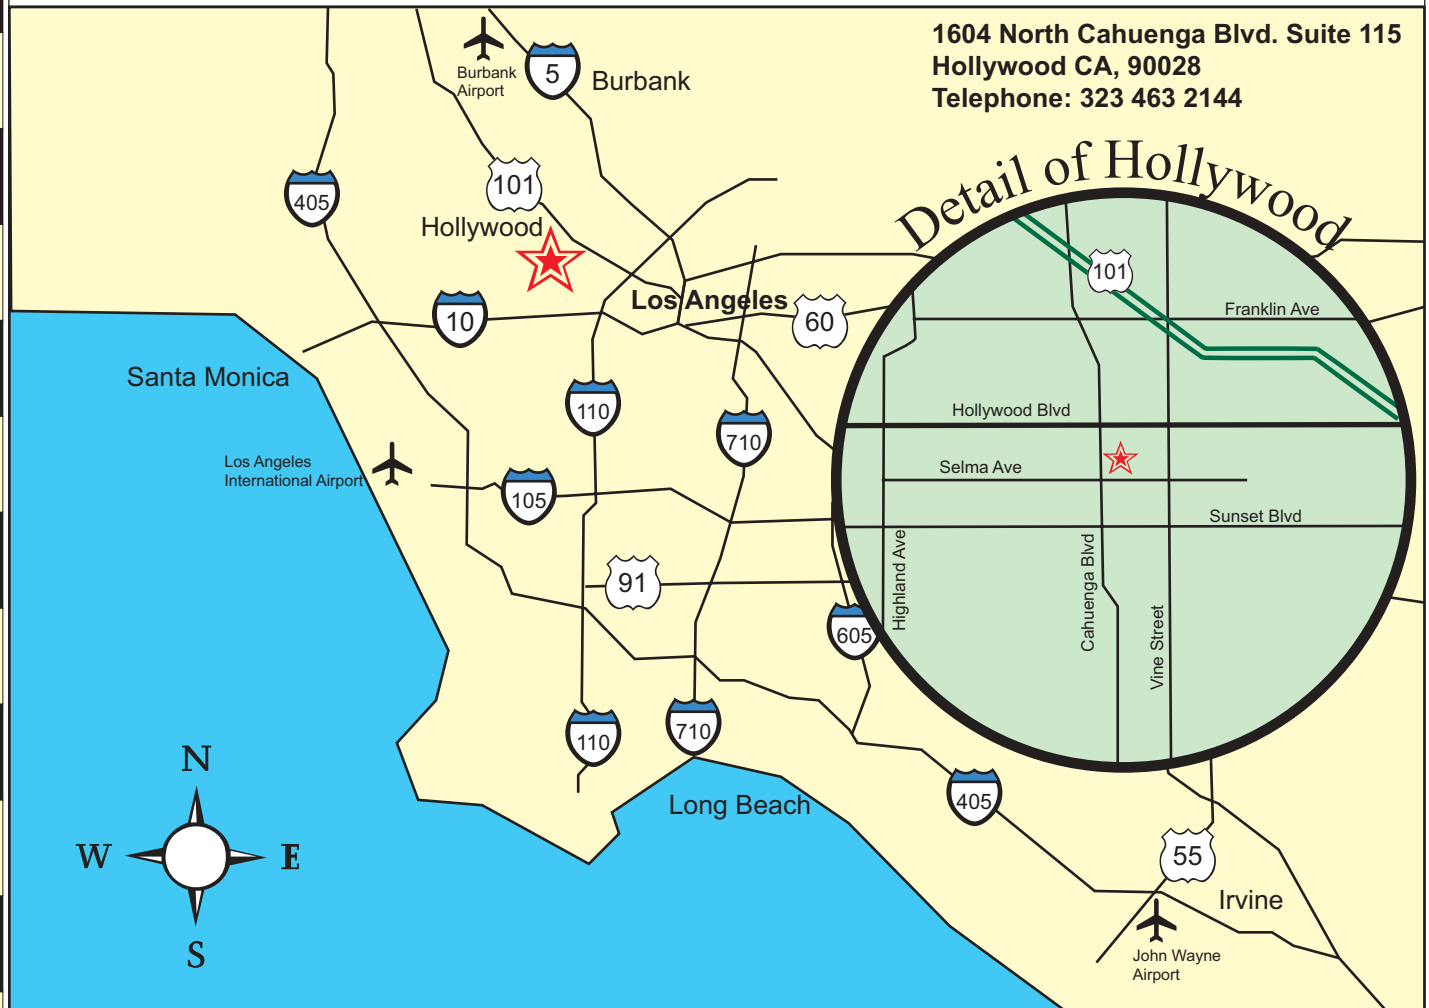 1604 North Cahuenga Blvd. Suite 115
Hollywood CA, 90028
Telephone: 323 463 2144
Detail of Hollywood
Burbank
Airport
5
Burbank
101
405
Hollywood
10
Los Angeles
60
Santa Monica
110
710
Los Angeles
International Airport
105
91
605
110
710
Long Beach
405
55
Irvine
John Wayne
Airport
N
W
E
S
101
Franklin Ave
Hollywood Blvd
Selma Ave
Sunset Blvd
Highland Ave
Cahuenga Blvd
Vine Street